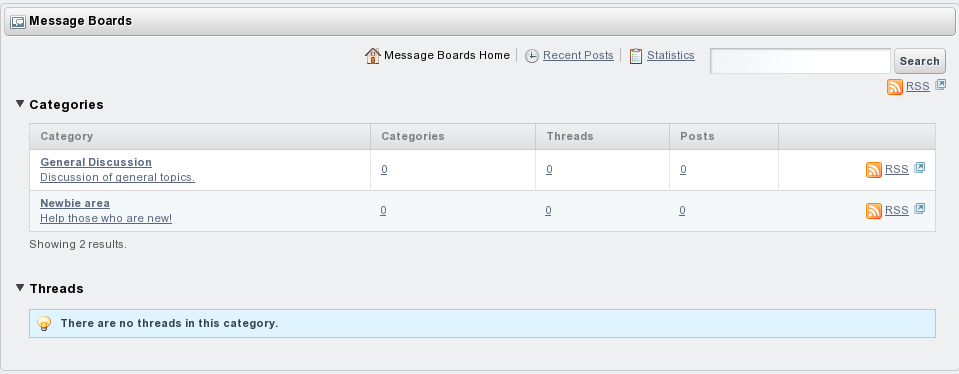 Message Boards
Message Boards Home Recent Posts Statistics Search
RSS
Categories
Category Categories Threads Posts
General Discussion
Discussion of general topics. 0 0 0 RSS
Newbie area
Help those who are new! 0 0 0 RSS
Showing 2 results.
Threads
There are no threads in this category.